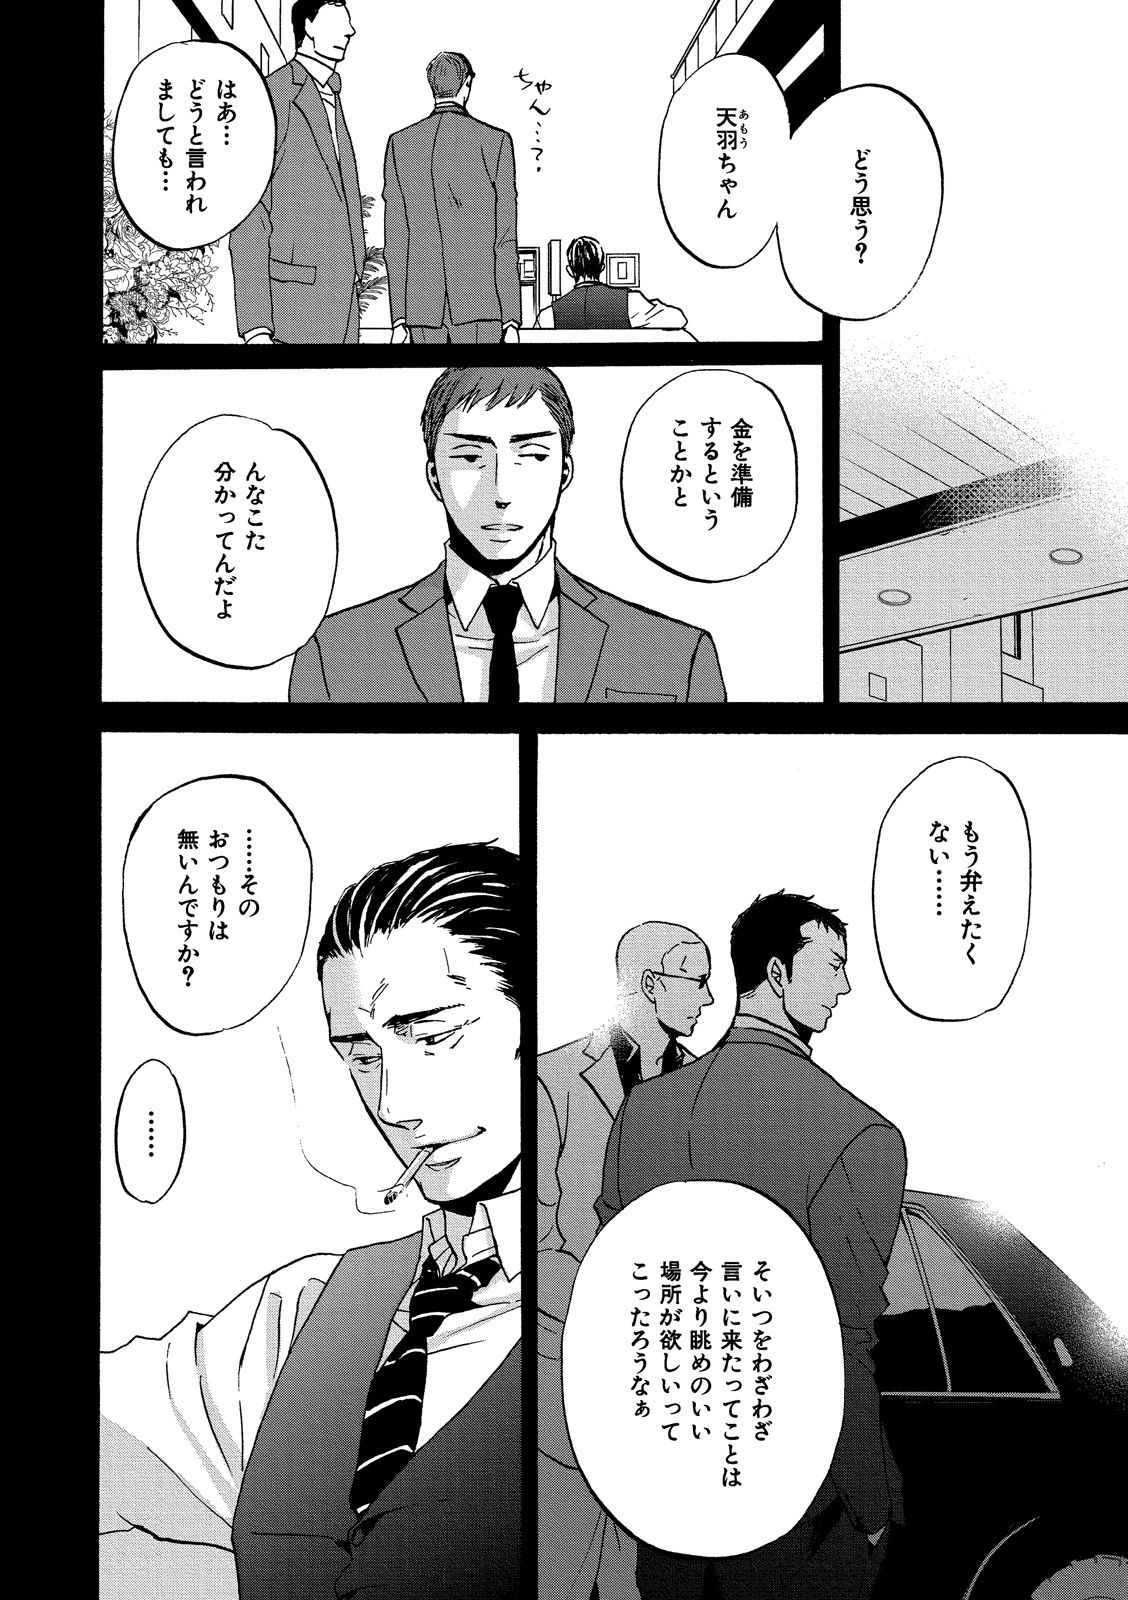 どう思う？
天羽ちゃん
あもう
ちゃん…？
はあ…
どうと言われ
ましても…
金を準備
するという
ことかと
んなこた
分かってんだよ
もう弁えたく
ない……
そいつをわざわざ
言いに来たってことは
今より眺めのいい
場所が欲しいって
こったろうなぁ
……その
おつもりは
無いんですか？
……